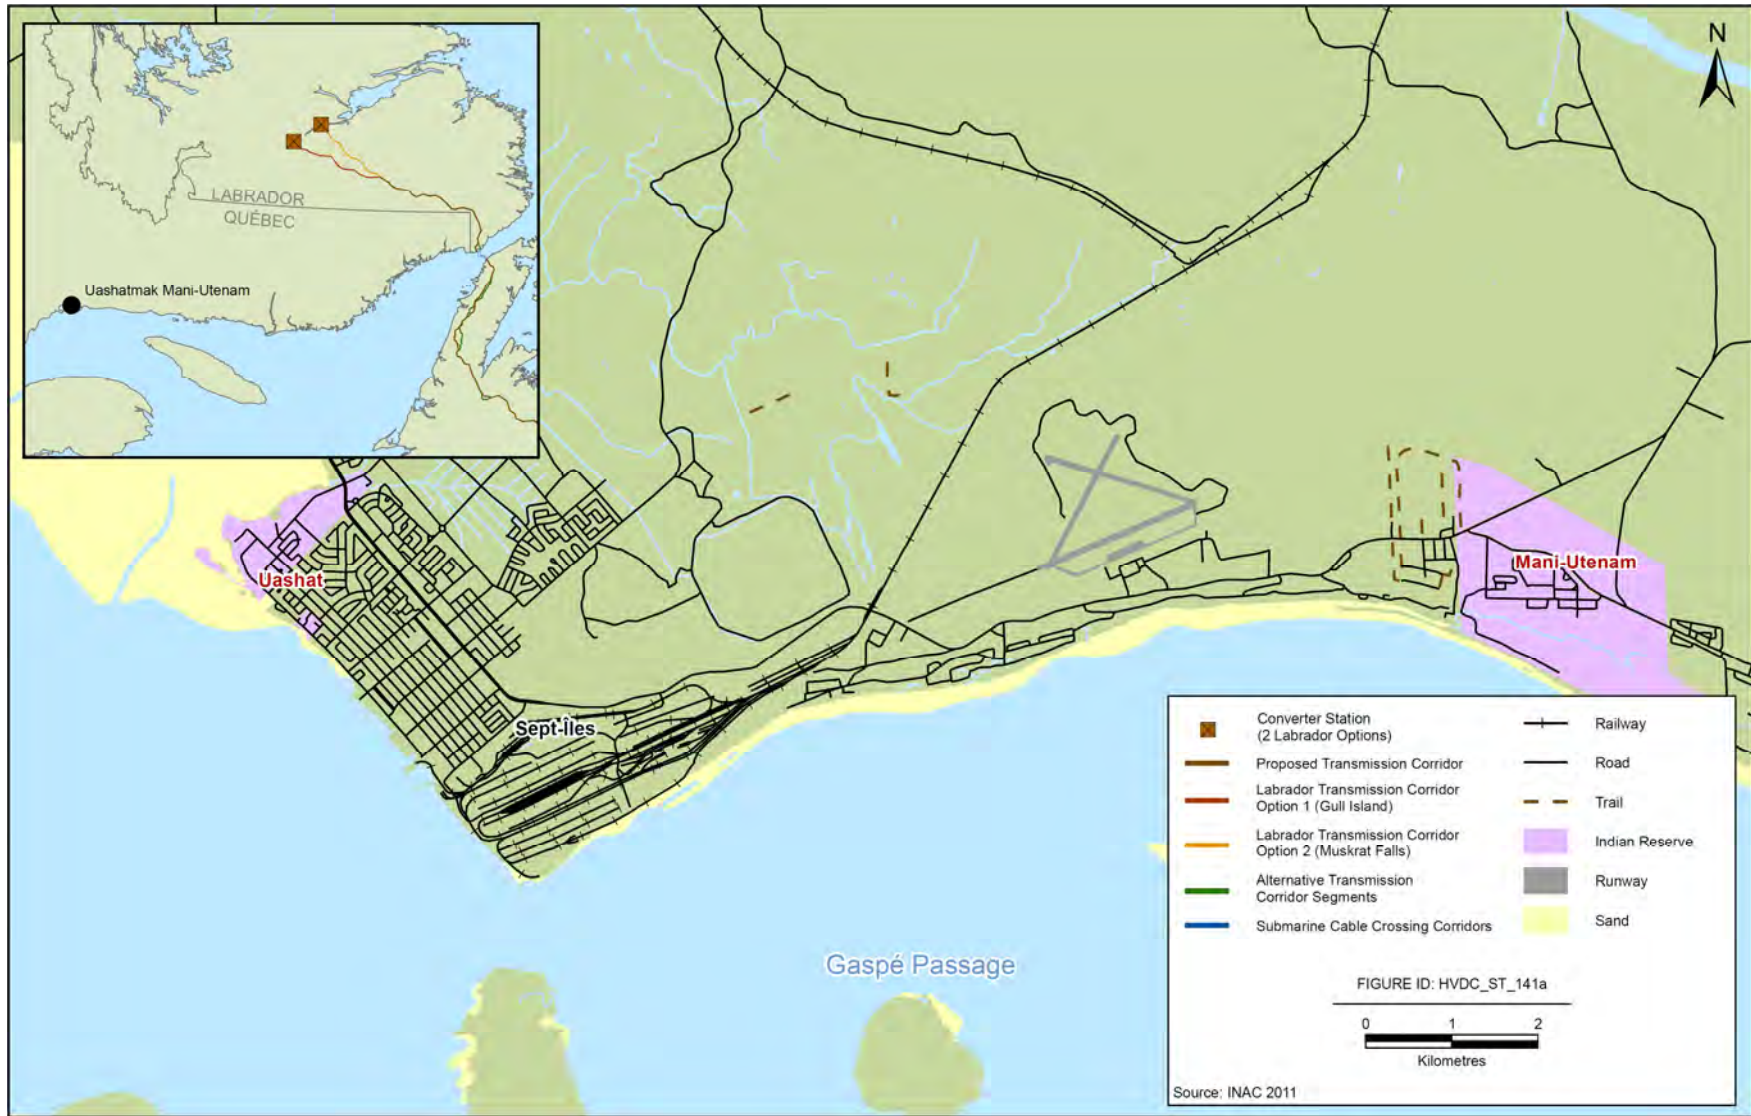 N
LABRADOR
QUÉBEC
Uashatmak Mani-Utenam
Uashat
Mani-Utenam
Sept-Îles
Gaspé Passage
Converter Station
(2 Labrador Options)
Proposed Transmission Corridor
Labrador Transmission Corridor
Option 1 (Gull Island)
Labrador Transmission Corridor
Option 2 (Muskrat Falls)
Alternative Transmission
Corridor Segments
Submarine Cable Crossing Corridors
Railway
Road
Trail
Indian Reserve
Runway
Sand
FIGURE ID: HVDC_ST_141a
0 1 2
Kilometres
Source: INAC 2011